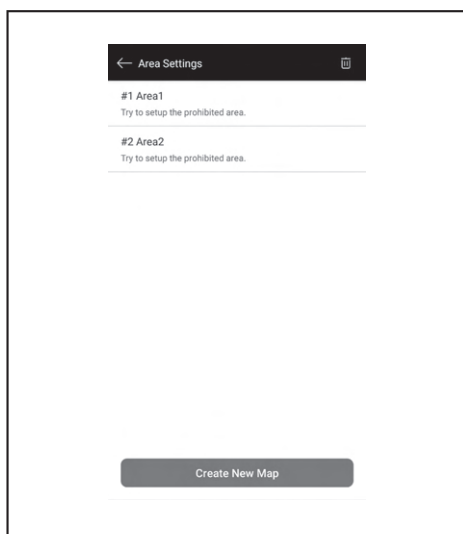 Area Settings
#1 Area1
Try to setup the prohibited area.
#2 Area2
Try to setup the prohibited area.
Create New Map